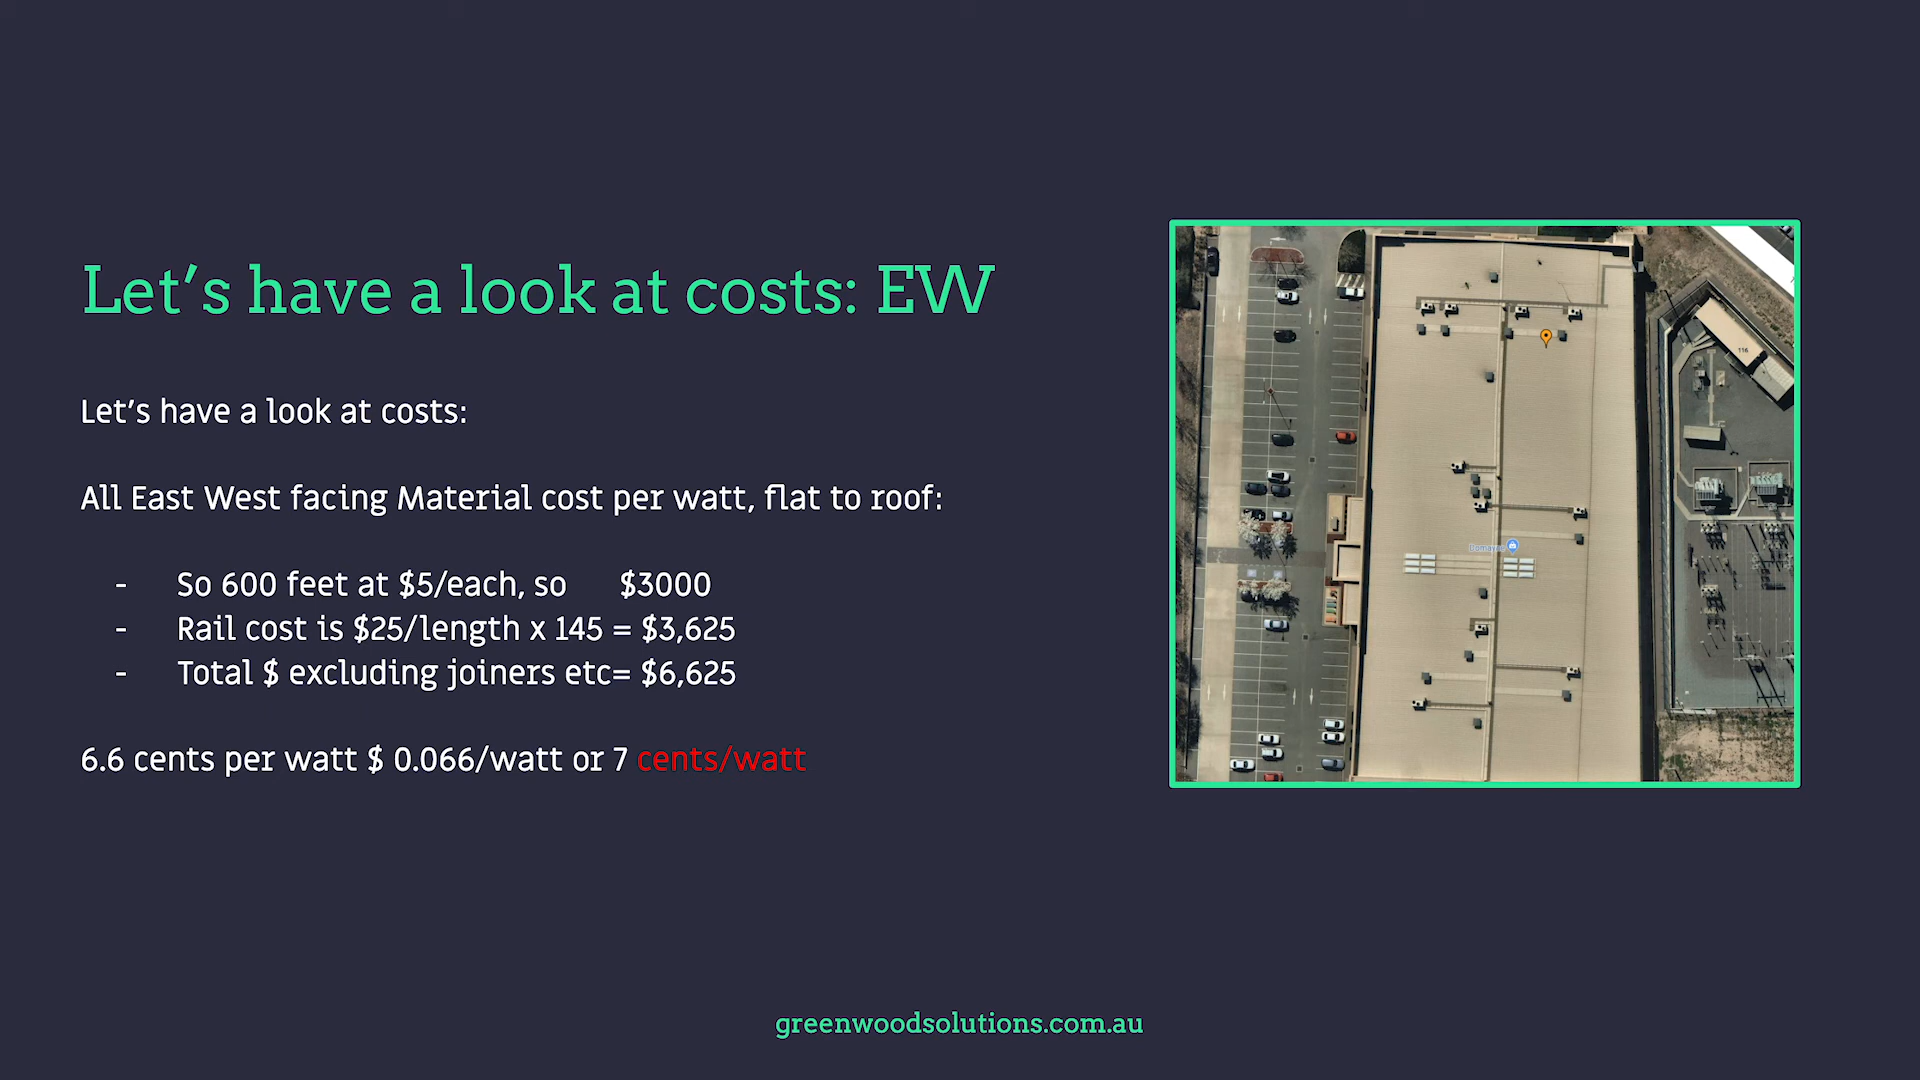 Let's have a look at costs: EW
Let's have a look at costs:
All East West facing Material cost per watt, flat to roof:
- So 600 feet at $5/each, so $3000
- Rail cost is $25/length x 145 = $3,625
- Total $ excluding joiners etc= $6,625
6.6 cents per watt $ 0.066/watt or 7 cents/watt
116
Domayne
greenwoodsolutions.com.au